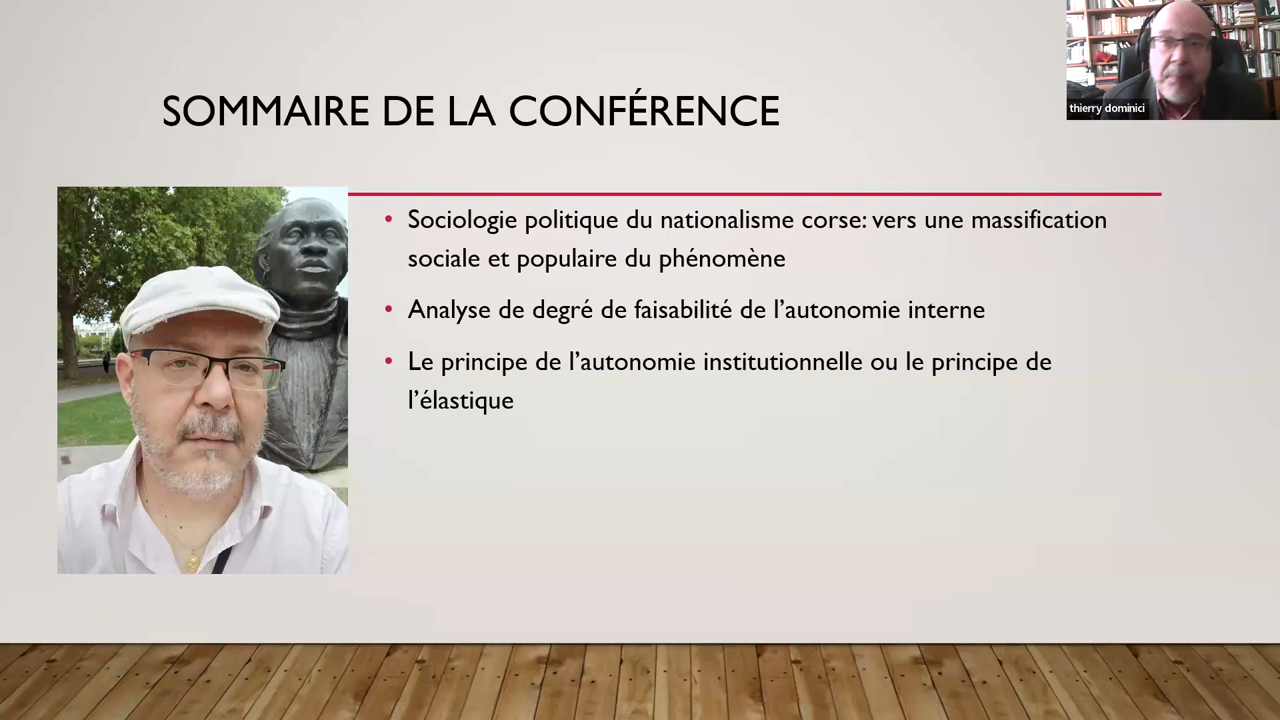 SOMMAIRE DE LA CONFÉRENCE
thierry dominici
• Sociologie politique du nationalisme corse: vers une massification
sociale et populaire du phénomène
• Analyse de degré de faisabilité de l’autonomie interne
• Le principe de l’autonomie institutionnelle ou le principe de
l’élastique